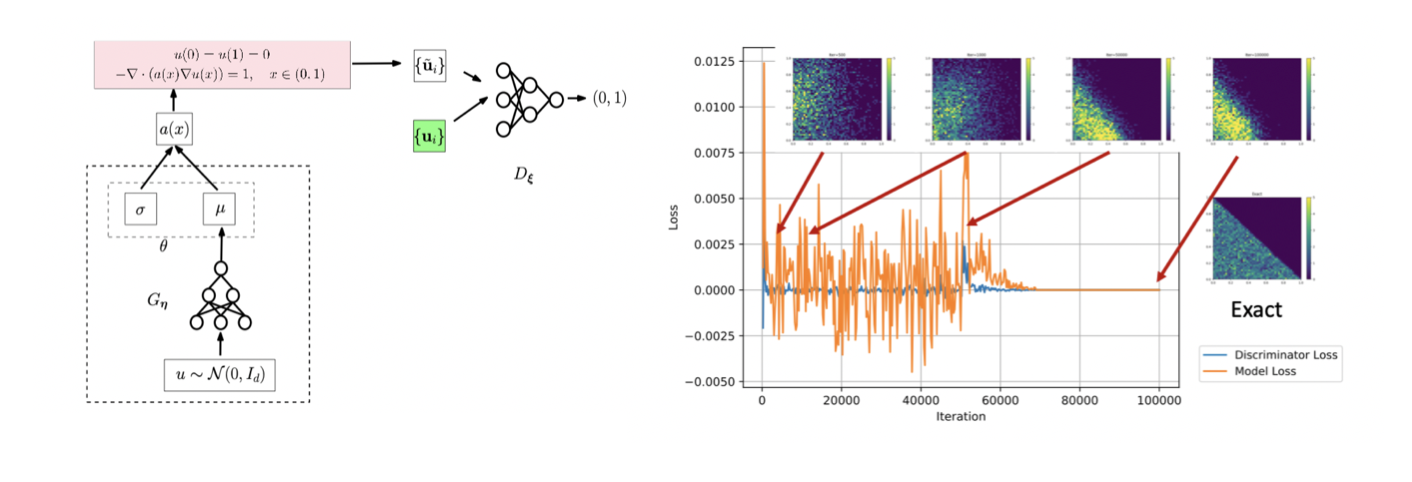 u(0) − u(1) − 0
−∇ · (a(x)∇u(x)) = 1, x ∈ (0.1)
a(x)
σ
μ
θ
G_η
u ∼ N(0, I_d)
{ũ_i}
{u_i}
(0, 1)
D_ξ
0.0125
0.0100
0.0075
0.0050
0.0025
0.0000
−0.0025
−0.0050
Loss
0 20000 40000 60000 80000 100000
Iteration
Exact
Exact
Discriminator Loss
Model Loss